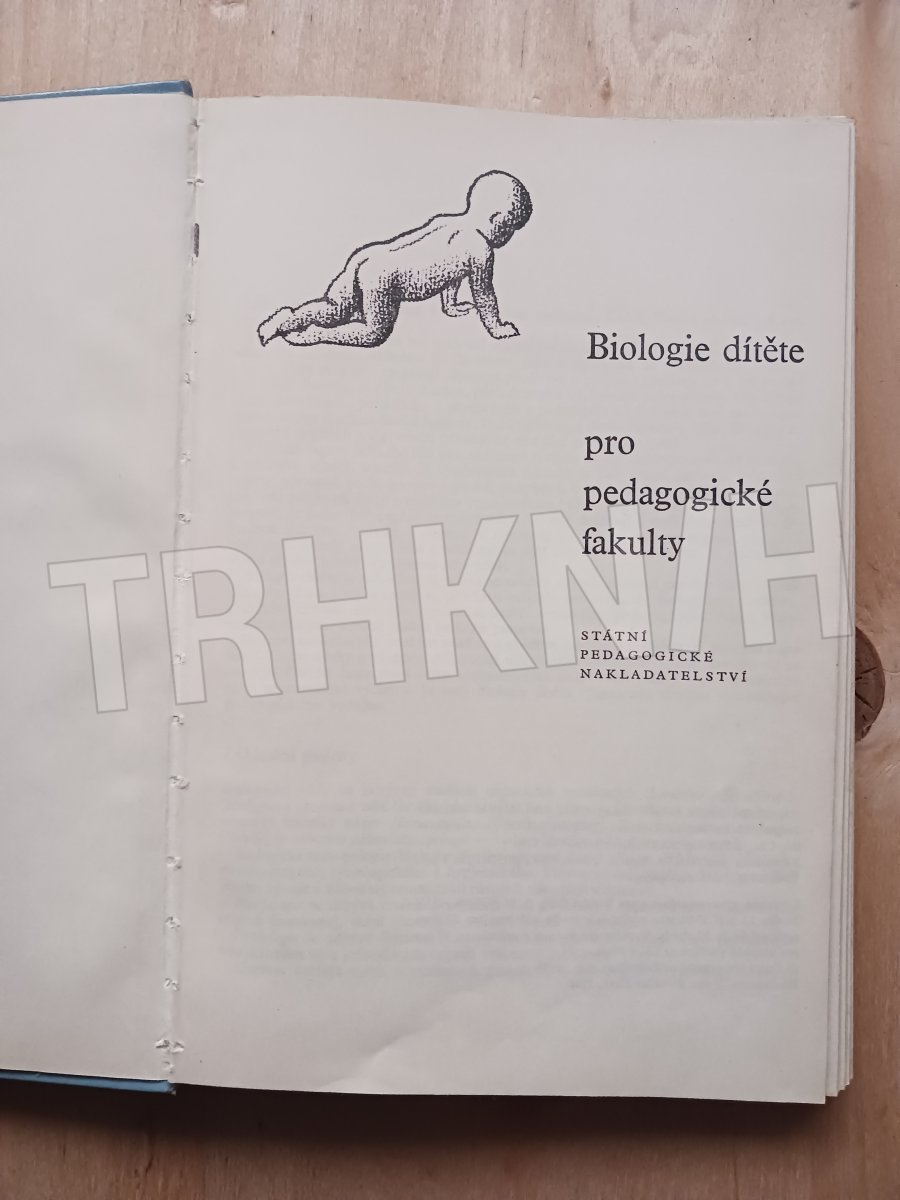 Biologie dítěte
pro
pedagogické
fakulty
TRHKNIH
STÁTNÍ
PEDAGOGICKÉ
NAKLADATELSTVÍ